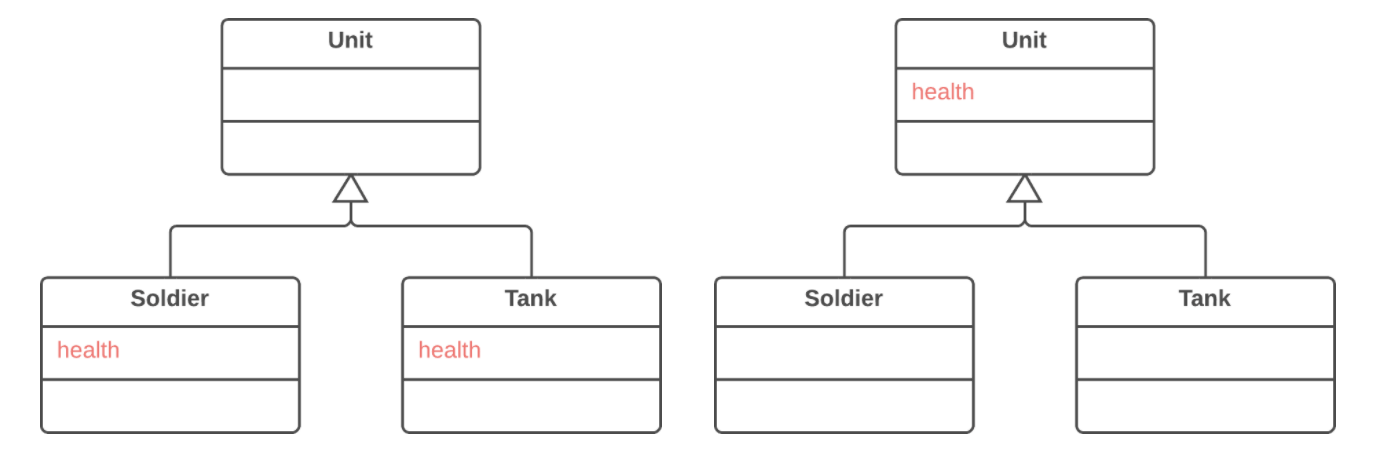 Unit
Soldier
health
Tank
health
Unit
health
Soldier
Tank